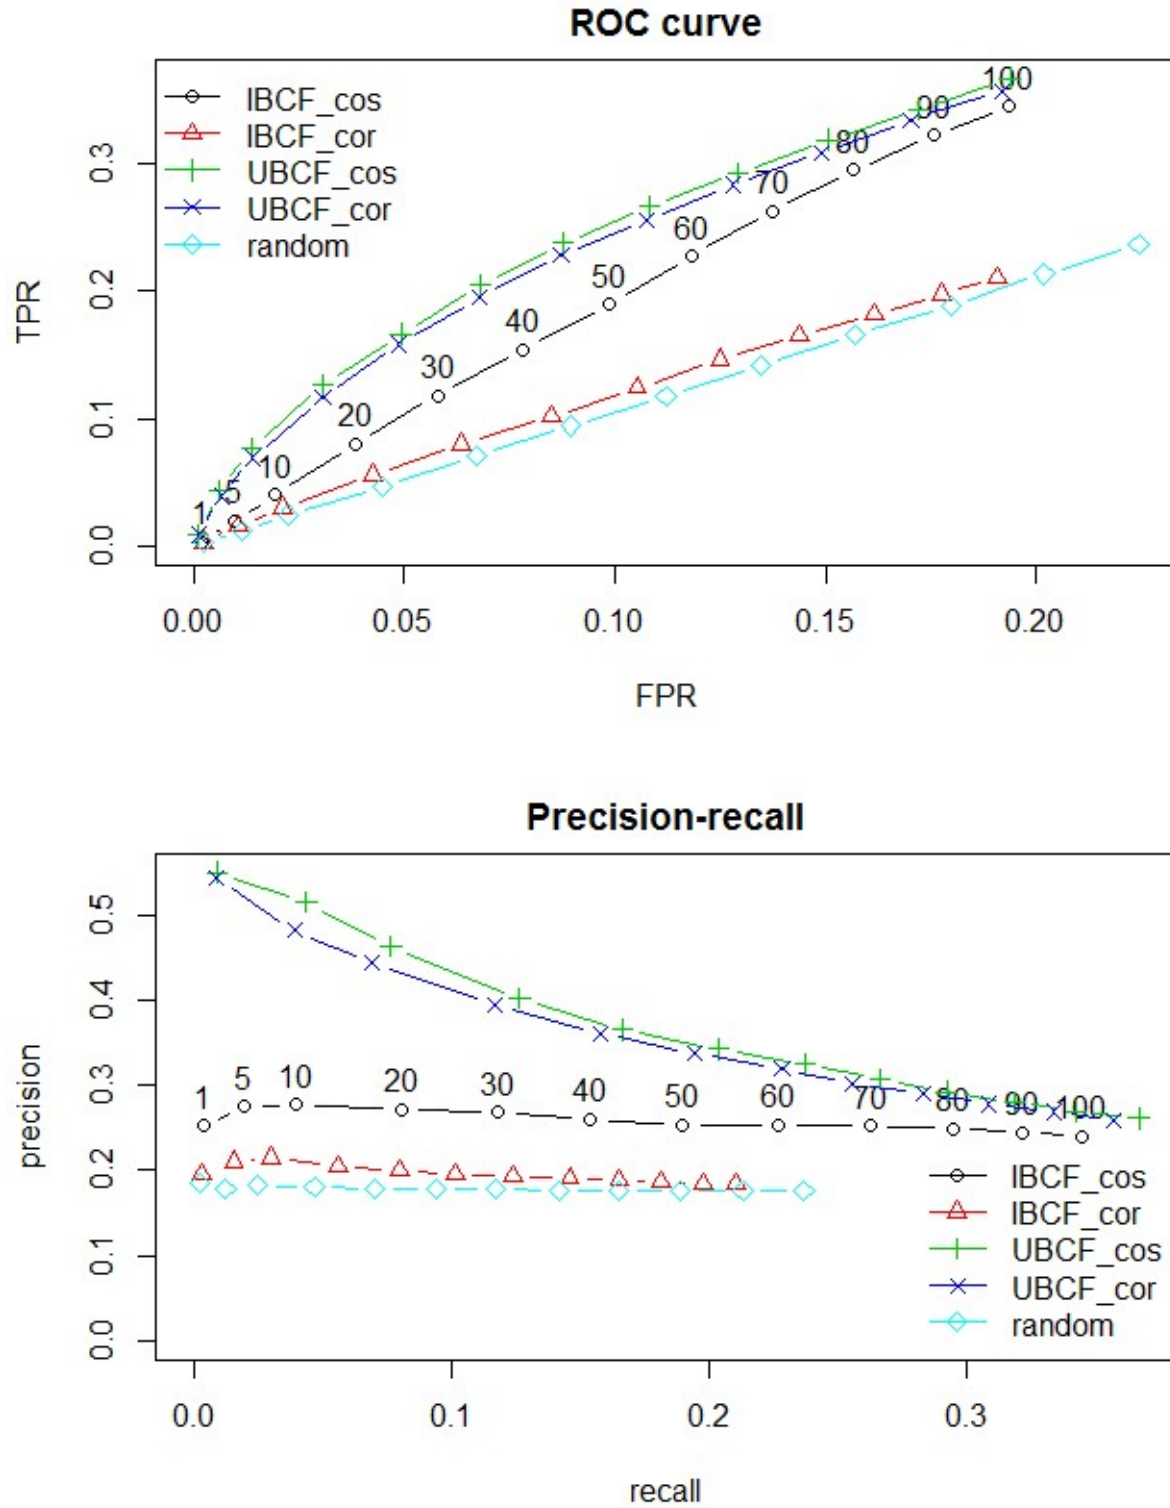 ROC curve
IBCF_cos
IBCF_cor
UBCF_cos
UBCF_cor
random
1
5
10
20
30
40
50
60
70
80
90
100
TPR
0.3
0.2
0.1
0.0
0.00 0.05 0.10 0.15 0.20
FPR
Precision-recall
precision
0.5
0.4
0.3
0.2
0.1
0.0
1 5 10 20 30 40 50 60 70 80 90 100
IBCF_cos
IBCF_cor
UBCF_cos
UBCF_cor
random
0.0 0.1 0.2 0.3
recall